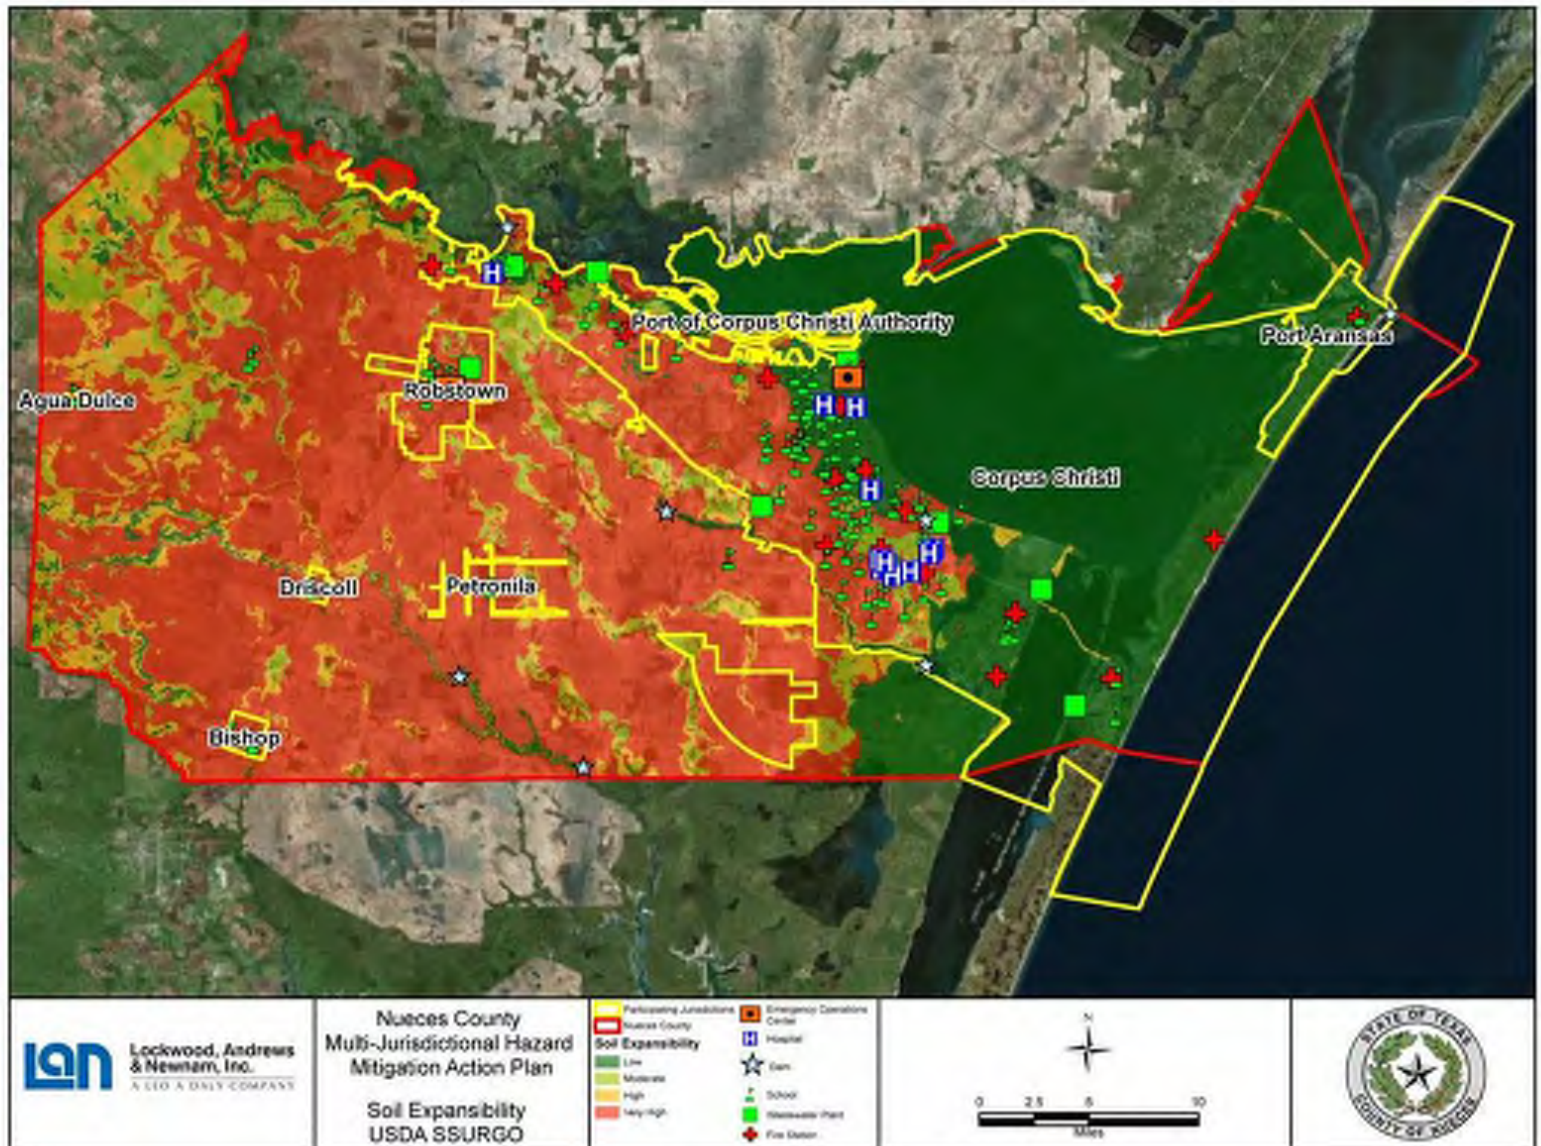 Port of Corpus Christi Authority
Port Aransas
Robstown
Agua Dulce
Corpus Christi
Driscoll
Petronila
Bishop
H
H
H
H
H
H
H
H
LAN
Lockwood, Andrews
& Newnam, Inc.
A LEO A DALY COMPANY
Nueces County
Multi-Jurisdictional Hazard
Mitigation Action Plan
Soil Expansibility
USDA SSURGO
Participating Jurisdictions
Nueces County
Soil Expansibility
Low
Moderate
High
Very High
Emergency Operations
Center
H Hospital
Dam
School
Wastewater Plant
Fire Station
N
0 2.5 5 10
Miles
STATE OF TEXAS
COUNTY OF NUECES